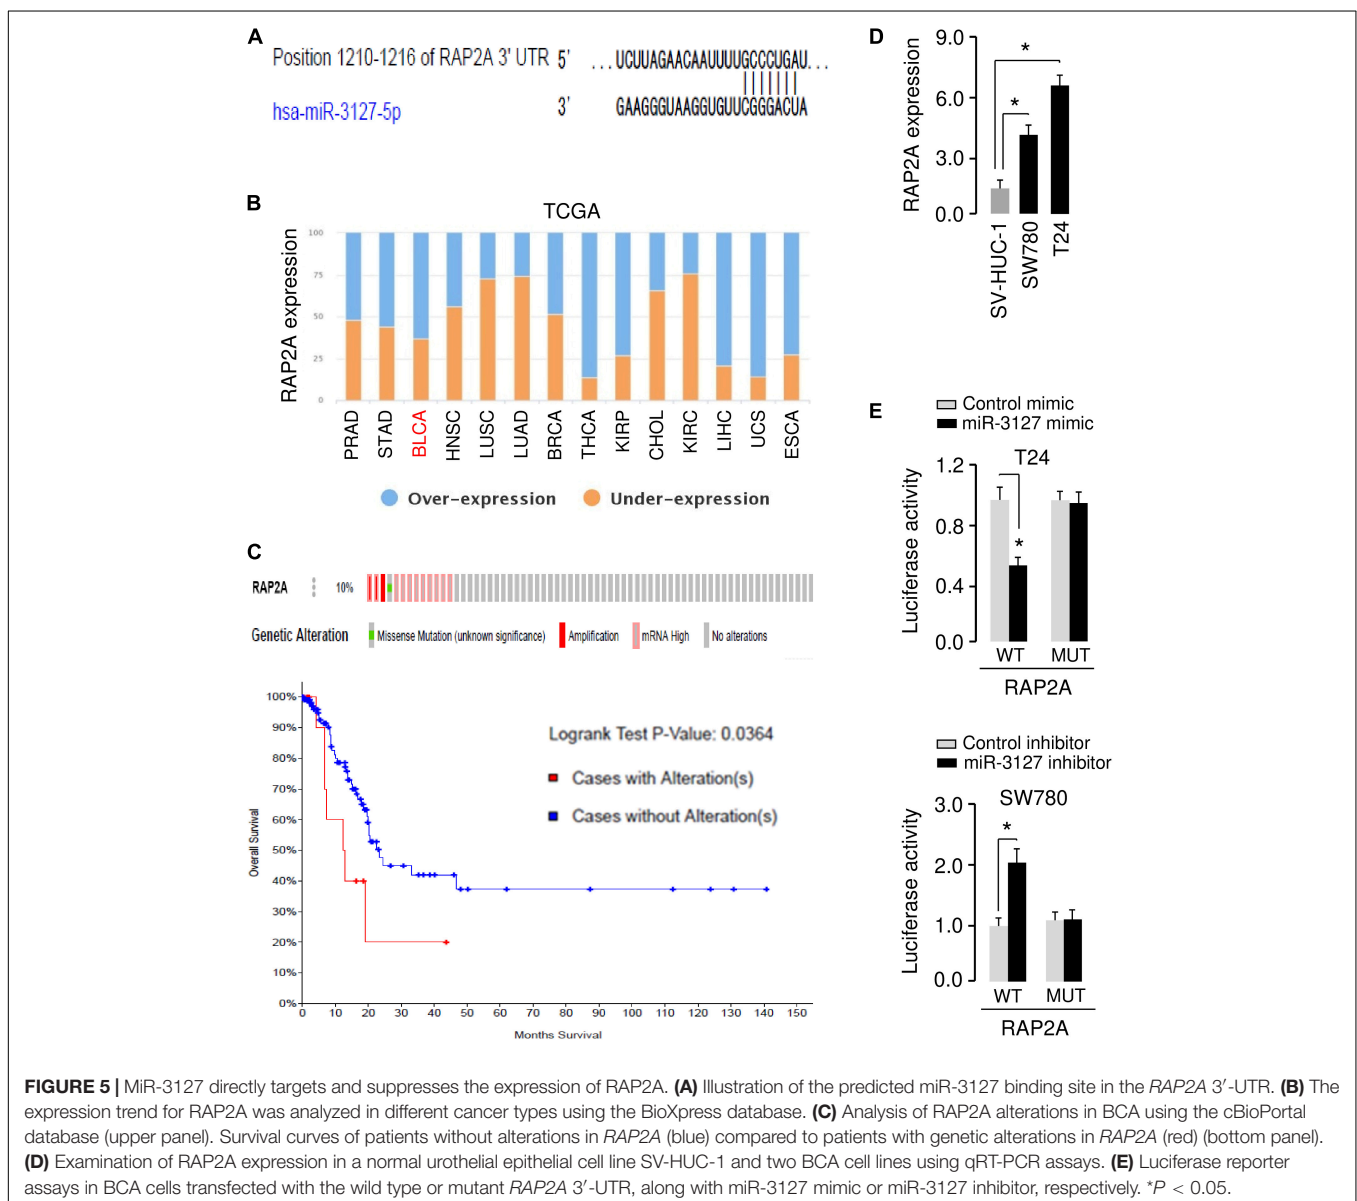 A
Position 1210-1216 of RAP2A 3' UTR 5' ...UCUUAGAACAAUUUUGCCCUGAU...
hsa-miR-3127-5p 3' GAAGGGUAAGGUGUUCGGGACUA
B
TCGA
RAP2A expression
100
75
50
25
0
PRAD
STAD
BLCA
HNSC
LUSC
LUAD
BRCA
THCA
KIRP
CHOL
KIRC
LIHC
UCS
ESCA
Over-expression
Under-expression
C
RAP2A
10%
Genetic Alteration
Missense Mutation (unknown significance)
Amplification
mRNA High
No alterations
100%
90%
80%
70%
60%
50%
40%
30%
20%
10%
0%
Overall Survival
Logrank Test P-Value: 0.0364
Cases with Alteration(s)
Cases without Alteration(s)
0 10 20 30 40 50 60 70 80 90 100 110 120 130 140 150
Months Survival
D
RAP2A expression
9.0
6.0
3.0
0.0
*
*
SV-HUC-1
SW780
T24
E
Control mimic
miR-3127 mimic
T24
Luciferase activity
1.2
0.8
0.4
0.0
*
WT MUT
RAP2A
Control inhibitor
miR-3127 inhibitor
SW780
Luciferase activity
3.0
2.0
1.0
0.0
*
WT MUT
RAP2A
FIGURE 5 | MiR-3127 directly targets and suppresses the expression of RAP2A. (A) Illustration of the predicted miR-3127 binding site in the RAP2A 3′-UTR. (B) The
expression trend for RAP2A was analyzed in different cancer types using the BioXpress database. (C) Analysis of RAP2A alterations in BCA using the cBioPortal
database (upper panel). Survival curves of patients without alterations in RAP2A (blue) compared to patients with genetic alterations in RAP2A (red) (bottom panel).
(D) Examination of RAP2A expression in a normal urothelial epithelial cell line SV-HUC-1 and two BCA cell lines using qRT-PCR assays. (E) Luciferase reporter
assays in BCA cells transfected with the wild type or mutant RAP2A 3′-UTR, along with miR-3127 mimic or miR-3127 inhibitor, respectively. *P < 0.05.